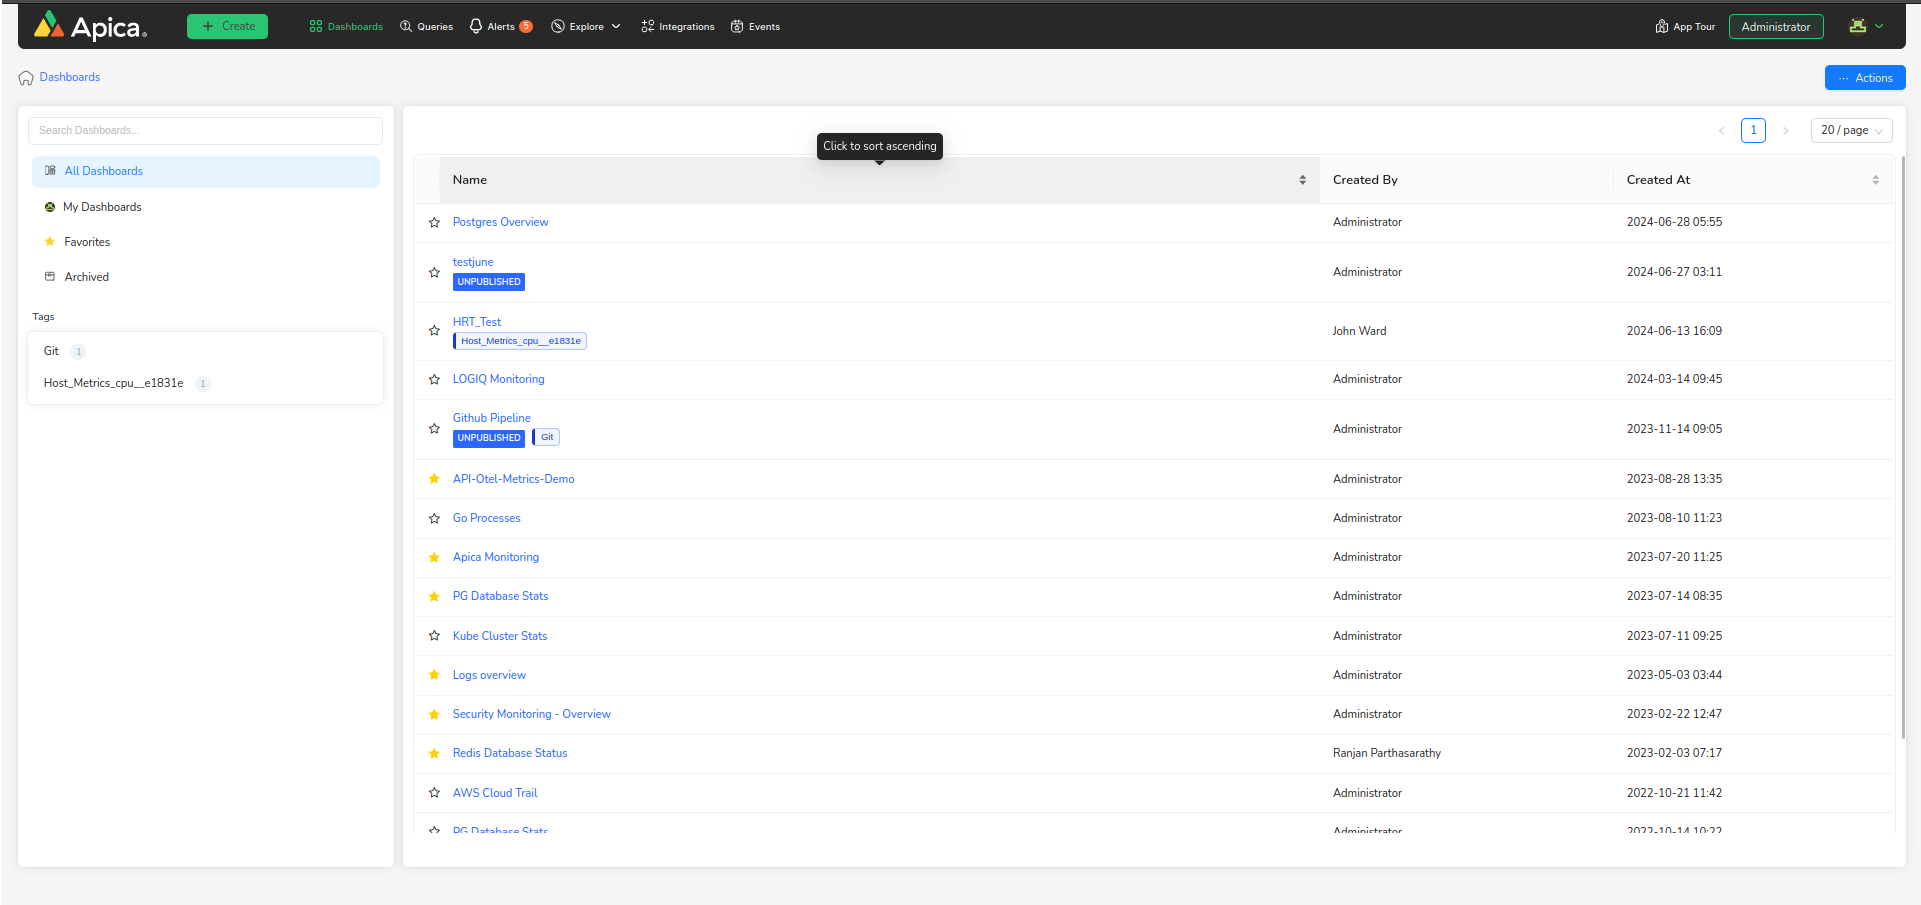 Apica
Create
Dashboards
Queries
Alerts 5
Explore
Integrations
Events
App Tour
Administrator
Dashboards
... Actions
Search Dashboards...
All Dashboards
My Dashboards
Favorites
Archived
Tags
Git 1
Host_Metrics_cpu__e1831e 1
1
20 / page
Click to sort ascending
Name Created By Created At
Postgres Overview Administrator 2024-06-28 05:55
testjune
UNPUBLISHED
Administrator 2024-06-27 03:11
HRT_Test
Host_Metrics_cpu__e1831e
John Ward 2024-06-13 16:09
LOGIQ Monitoring Administrator 2024-03-14 09:45
Github Pipeline
UNPUBLISHED Git
Administrator 2023-11-14 09:05
API-Otel-Metrics-Demo Administrator 2023-08-28 13:35
Go Processes Administrator 2023-08-10 11:23
Apica Monitoring Administrator 2023-07-20 11:25
PG Database Stats Administrator 2023-07-14 08:35
Kube Cluster Stats Administrator 2023-07-11 09:25
Logs overview Administrator 2023-05-03 03:44
Security Monitoring - Overview Administrator 2023-02-22 12:47
Redis Database Status Ranjan Parthasarathy 2023-02-03 07:17
AWS Cloud Trail Administrator 2022-10-21 11:42
PG Database Stats Administrator 2022-10-14 10:22